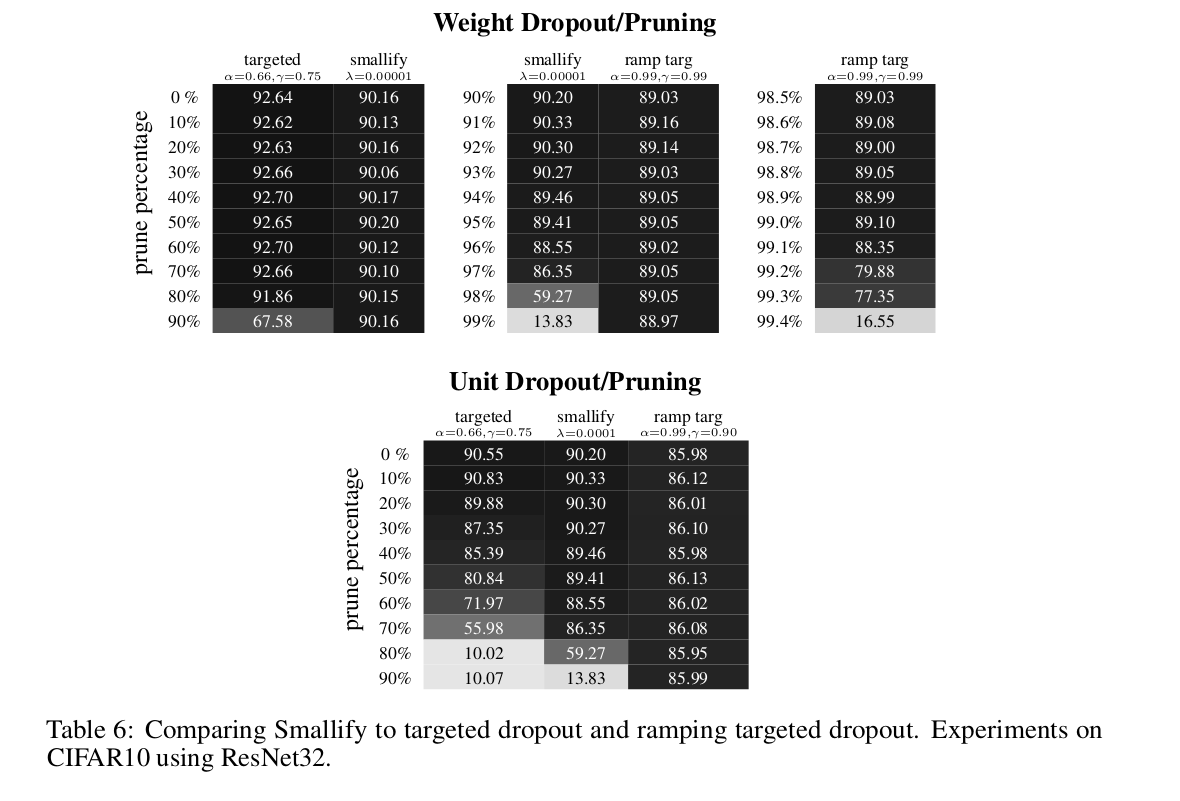 Weight Dropout/Pruning
targeted smallify smallify ramp targ ramp targ
α=0.66,γ=0.75 λ=0.00001 λ=0.00001 α=0.99,γ=0.99 α=0.99,γ=0.99
prune percentage
0 % 92.64 90.16 90% 90.20 89.03 98.5% 89.03
10% 92.62 90.13 91% 90.33 89.16 98.6% 89.08
20% 92.63 90.16 92% 90.30 89.14 98.7% 89.00
30% 92.66 90.06 93% 90.27 89.03 98.8% 89.05
40% 92.70 90.17 94% 89.46 89.05 98.9% 88.99
50% 92.65 90.20 95% 89.41 89.05 99.0% 89.10
60% 92.70 90.12 96% 88.55 89.02 99.1% 88.35
70% 92.66 90.10 97% 86.35 89.05 99.2% 79.88
80% 91.86 90.15 98% 59.27 89.05 99.3% 77.35
90% 67.58 90.16 99% 13.83 88.97 99.4% 16.55
Unit Dropout/Pruning
targeted smallify ramp targ
α=0.66,γ=0.75 λ=0.0001 α=0.99,γ=0.90
prune percentage
0 % 90.55 90.20 85.98
10% 90.83 90.33 86.12
20% 89.88 90.30 86.01
30% 87.35 90.27 86.10
40% 85.39 89.46 85.98
50% 80.84 89.41 86.13
60% 71.97 88.55 86.02
70% 55.98 86.35 86.08
80% 10.02 59.27 85.95
90% 10.07 13.83 85.99
Table 6: Comparing Smallify to targeted dropout and ramping targeted dropout. Experiments on
CIFAR10 using ResNet32.